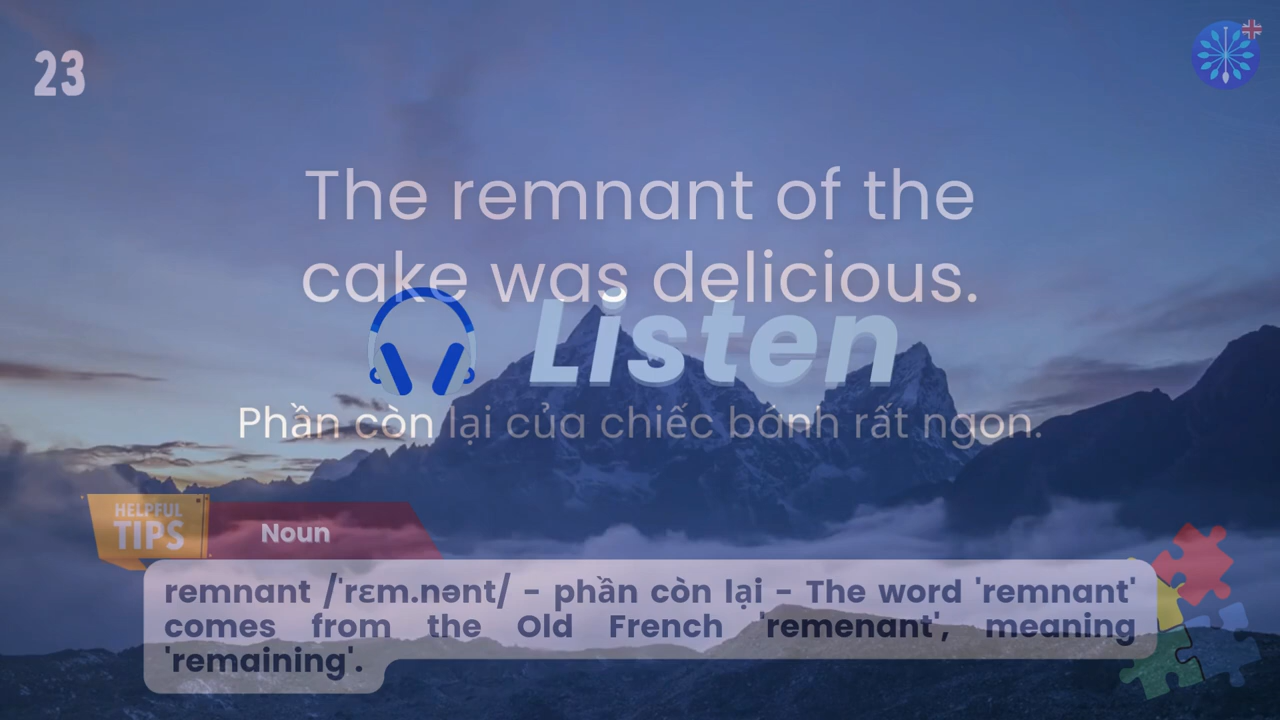 23
The remnant of the
cake was delicious.
Listen
Phần còn lại của chiếc bánh rất ngon.
HELPFUL
TIPS
Noun
remnant /ˈrɛm.nənt/ - phần còn lại - The word 'remnant'
comes from the Old French 'remenant', meaning
'remaining'.